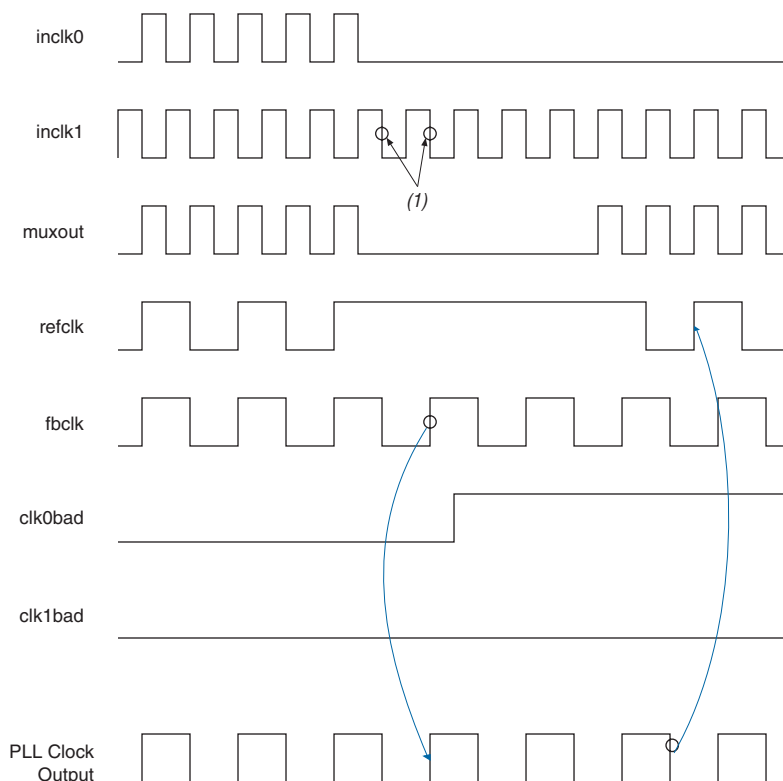 inclk0
inclk1
(1)
muxout
refclk
fbclk
clk0bad
clk1bad
PLL Clock
Output